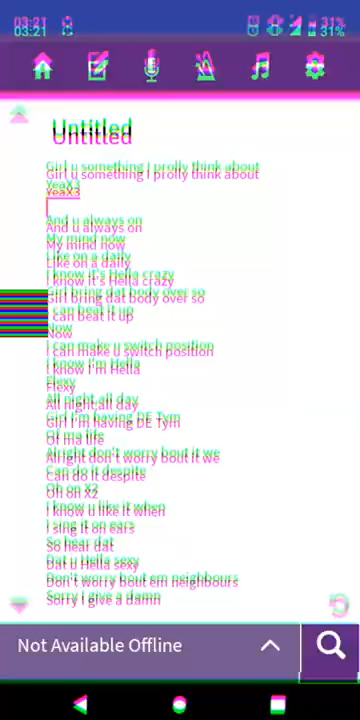 03:21
31%
Untitled
Girl u something I prolly think about
YeaX3
And u always on
My mind now
Like on a daily
I know it's Hella crazy
Girl bring dat body over so
I can beat it up
Now
I can make u switch position
I know I'm Hella
Flexy
All night all day
Girl I'm having DE Tym
Of ma life
Alright don't worry bout it we
Can do it despite
Oh on X2
I know u like it when
I sing it on ears
So hear dat
Dat u Hella sexy
Don't worry bout em neighbours
Sorry I give a damn
Not Available Offline